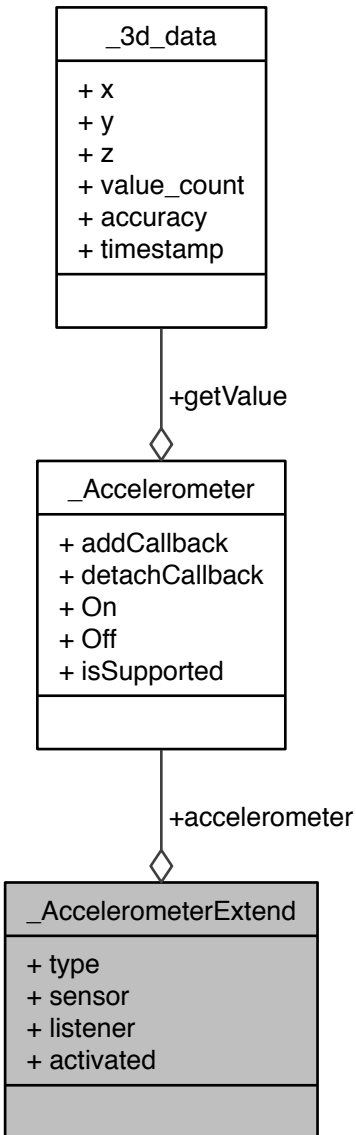 _3d_data
+ x
+ y
+ z
+ value_count
+ accuracy
+ timestamp
+getValue
_Accelerometer
+ addCallback
+ detachCallback
+ On
+ Off
+ isSupported
+accelerometer
_AccelerometerExtend
+ type
+ sensor
+ listener
+ activated